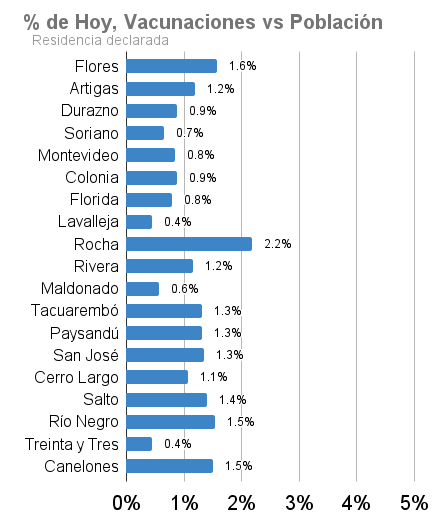 % de Hoy, Vacunaciones vs Población
Residencia declarada
Flores 1.6%
Artigas 1.2%
Durazno 0.9%
Soriano 0.7%
Montevideo 0.8%
Colonia 0.9%
Florida 0.8%
Lavalleja 0.4%
Rocha 2.2%
Rivera 1.2%
Maldonado 0.6%
Tacuarembó 1.3%
Paysandú 1.3%
San José 1.3%
Cerro Largo 1.1%
Salto 1.4%
Río Negro 1.5%
Treinta y Tres 0.4%
Canelones 1.5%
0% 1% 2% 3% 4% 5%